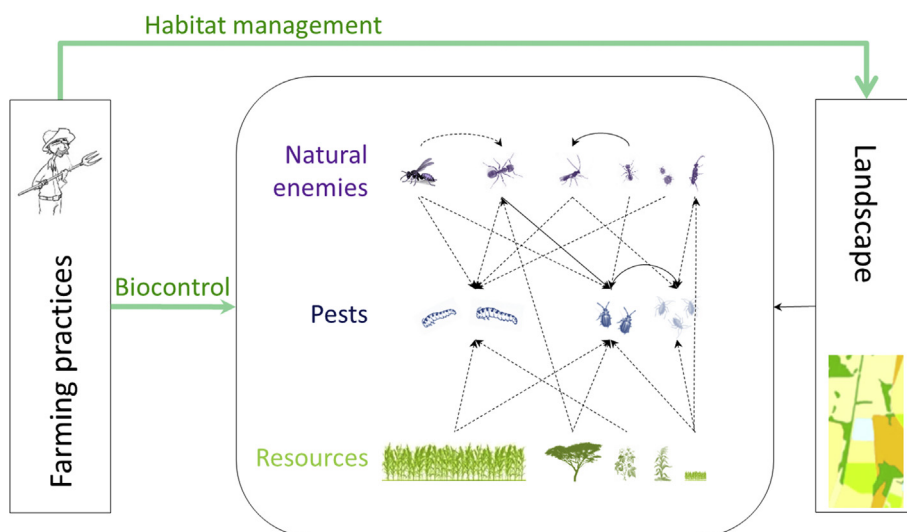 Habitat management
Natural
enemies
Farming practices
Landscape
Biocontrol
Pests
Resources